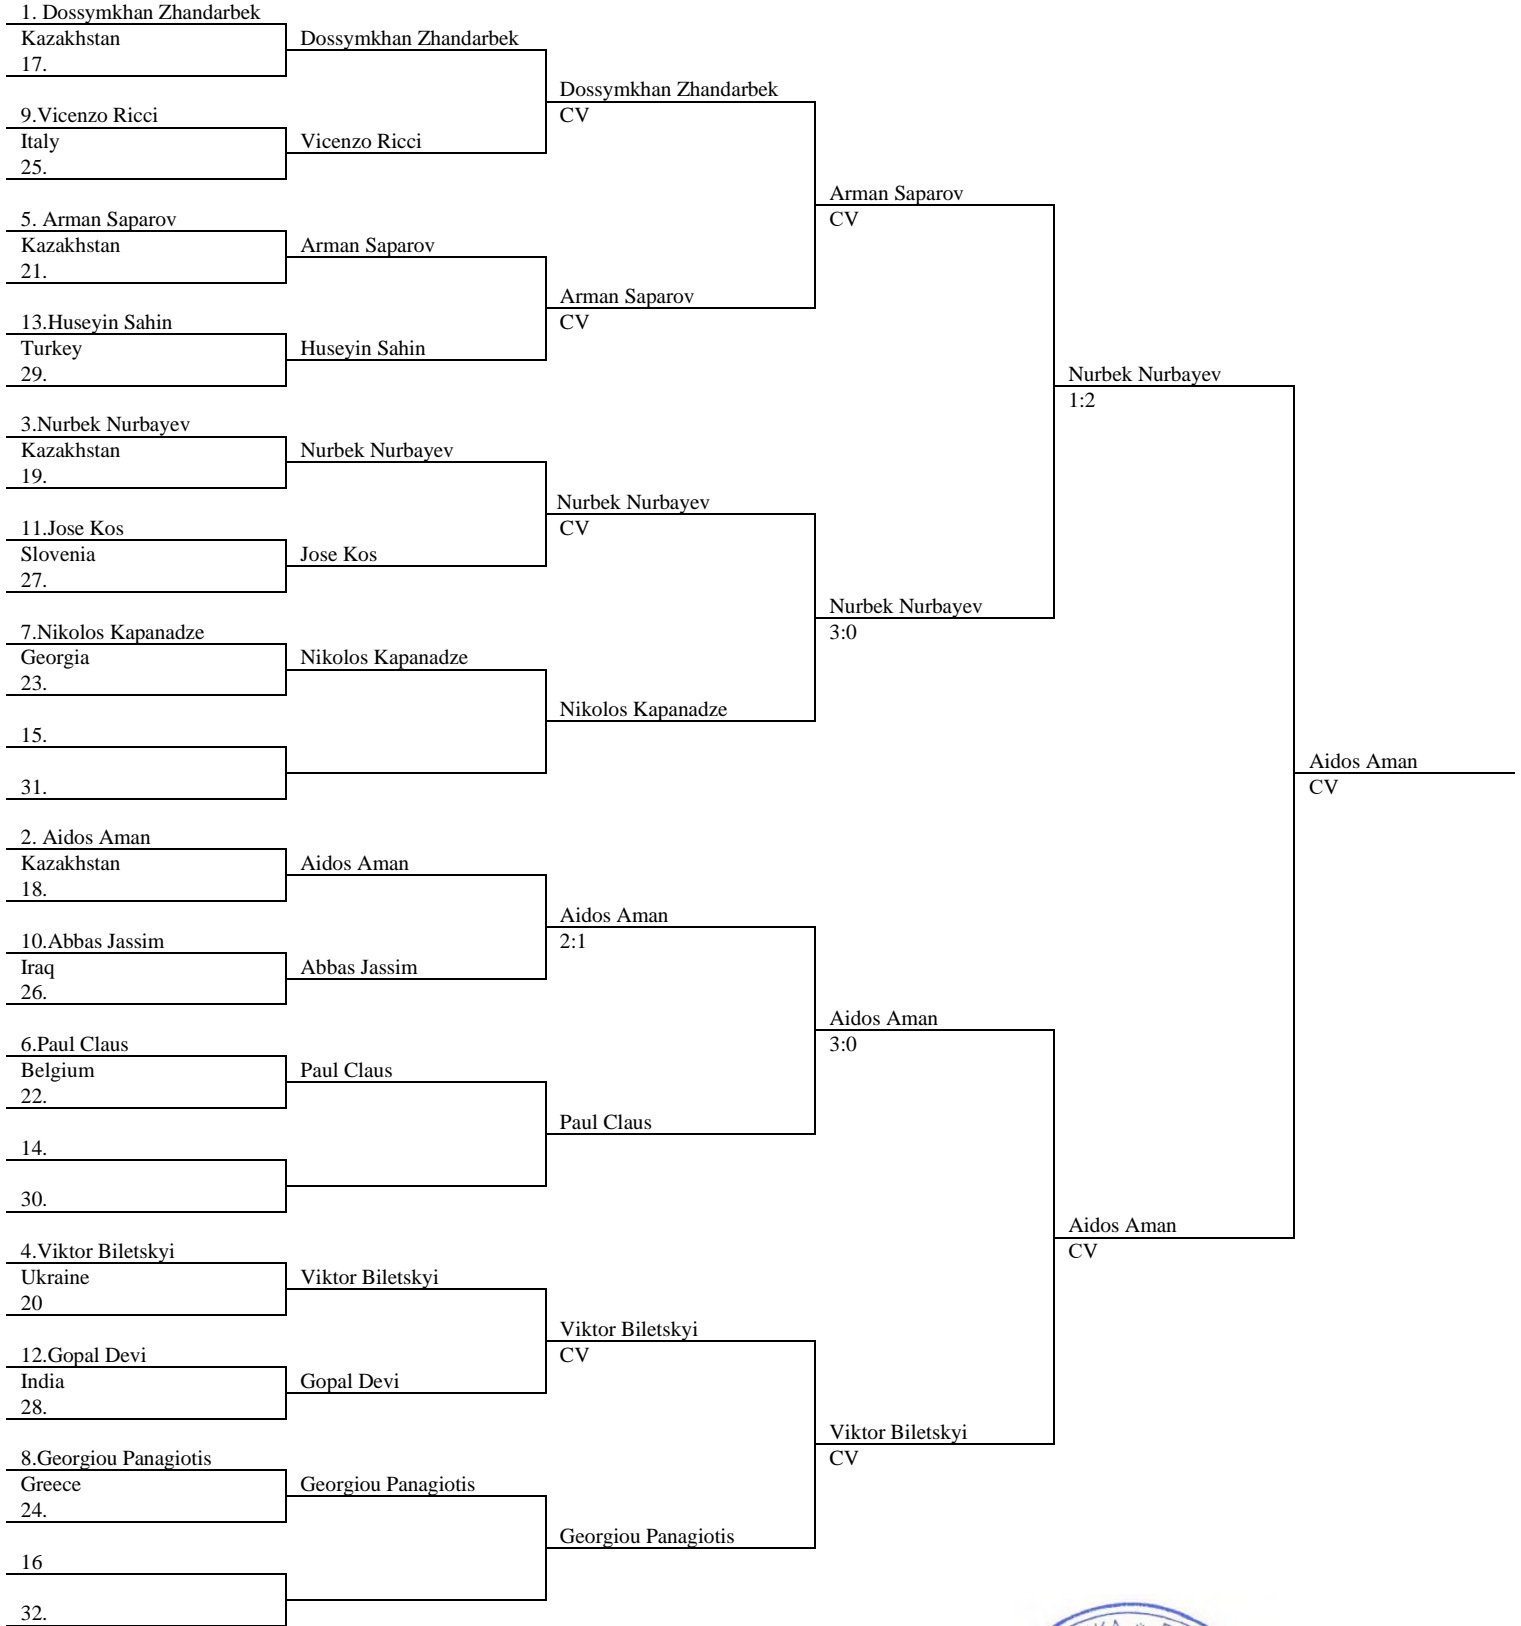 1. Dossymkhan Zhandarbek
Kazakhstan
17.
9.Vicenzo Ricci
Italy
25.
5. Arman Saparov
Kazakhstan
21.
13.Huseyin Sahin
Turkey
29.
3.Nurbek Nurbayev
Kazakhstan
19.
11.Jose Kos
Slovenia
27.
7.Nikolos Kapanadze
Georgia
23.
15.
31.
2. Aidos Aman
Kazakhstan
18.
10.Abbas Jassim
Iraq
26.
6.Paul Claus
Belgium
22.
14.
30.
4.Viktor Biletskyi
Ukraine
20
12.Gopal Devi
India
28.
8.Georgiou Panagiotis
Greece
24.
16
32.
Dossymkhan Zhandarbek
Vicenzo Ricci
Arman Saparov
Huseyin Sahin
Nurbek Nurbayev
Jose Kos
Nikolos Kapanadze
Aidos Aman
Abbas Jassim
Paul Claus
Viktor Biletskyi
Gopal Devi
Georgiou Panagiotis
Dossymkhan Zhandarbek
CV
Arman Saparov
CV
Nurbek Nurbayev
CV
Nikolos Kapanadze
Aidos Aman
2:1
Paul Claus
Viktor Biletskyi
CV
Georgiou Panagiotis
Arman Saparov
CV
Nurbek Nurbayev
3:0
Aidos Aman
3:0
Viktor Biletskyi
CV
Nurbek Nurbayev
1:2
Aidos Aman
CV
Aidos Aman
CV